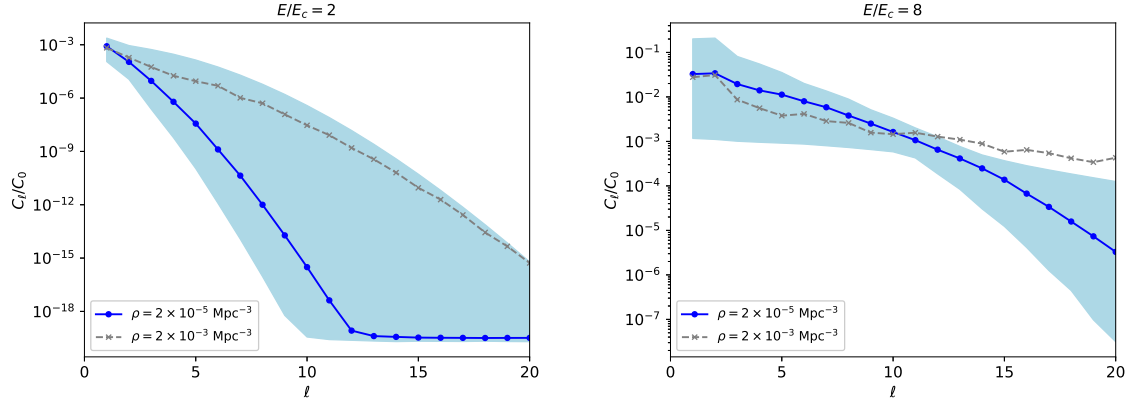 E/E_c = 2
10^{-3}
10^{-6}
10^{-9}
10^{-12}
10^{-15}
10^{-18}
C_ℓ/C_0
0 5 10 15 20
ℓ
ρ = 2 × 10^{-5} Mpc^{-3}
ρ = 2 × 10^{-3} Mpc^{-3}
E/E_c = 8
10^{-1}
10^{-2}
10^{-3}
10^{-4}
10^{-5}
10^{-6}
10^{-7}
C_ℓ/C_0
0 5 10 15 20
ℓ
ρ = 2 × 10^{-5} Mpc^{-3}
ρ = 2 × 10^{-3} Mpc^{-3}